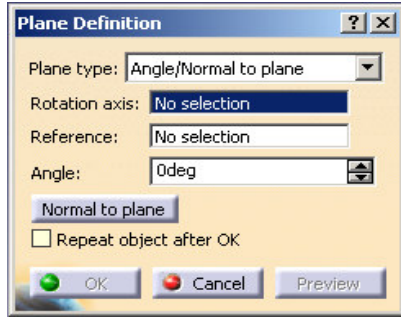 Plane Definition
Plane type: Angle/Normal to plane
Rotation axis: No selection
Reference: No selection
Angle: 0deg
Normal to plane
Repeat object after OK
OK Cancel Preview